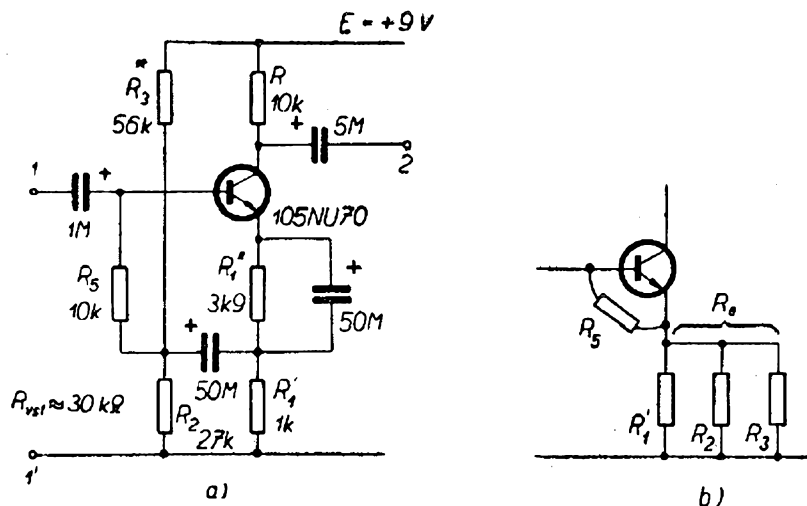 E = +9 V
R3*
56k
R
10k
+
5M
2
1
+
1M
105NU70
R5
10k
R1*
3k9
+
50M
+
50M
Rvst ≈ 30 kΩ
R2
27k
R1'
1k
1'
a)
Re
R5
R1'
R2
R3
b)